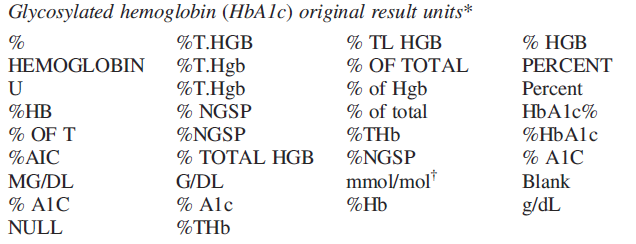 Glycosylated hemoglobin (HbA1c) original result units*
% %T.HGB % TL HGB % HGB
HEMOGLOBIN %T.Hgb % OF TOTAL PERCENT
U %T.Hgb % of Hgb Percent
%HB % NGSP % of total HbA1c%
% OF T %NGSP %THb %HbA1c
%AIC % TOTAL HGB %NGSP % A1C
MG/DL G/DL mmol/mol† Blank
% A1C % A1c %Hb g/dL
NULL %THb